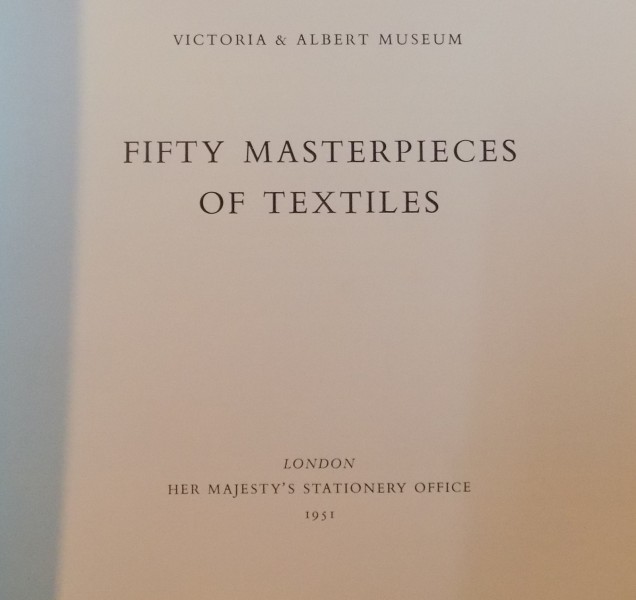 VICTORIA & ALBERT MUSEUM
FIFTY MASTERPIECES
OF TEXTILES
LONDON
HER MAJESTY'S STATIONERY OFFICE
1951